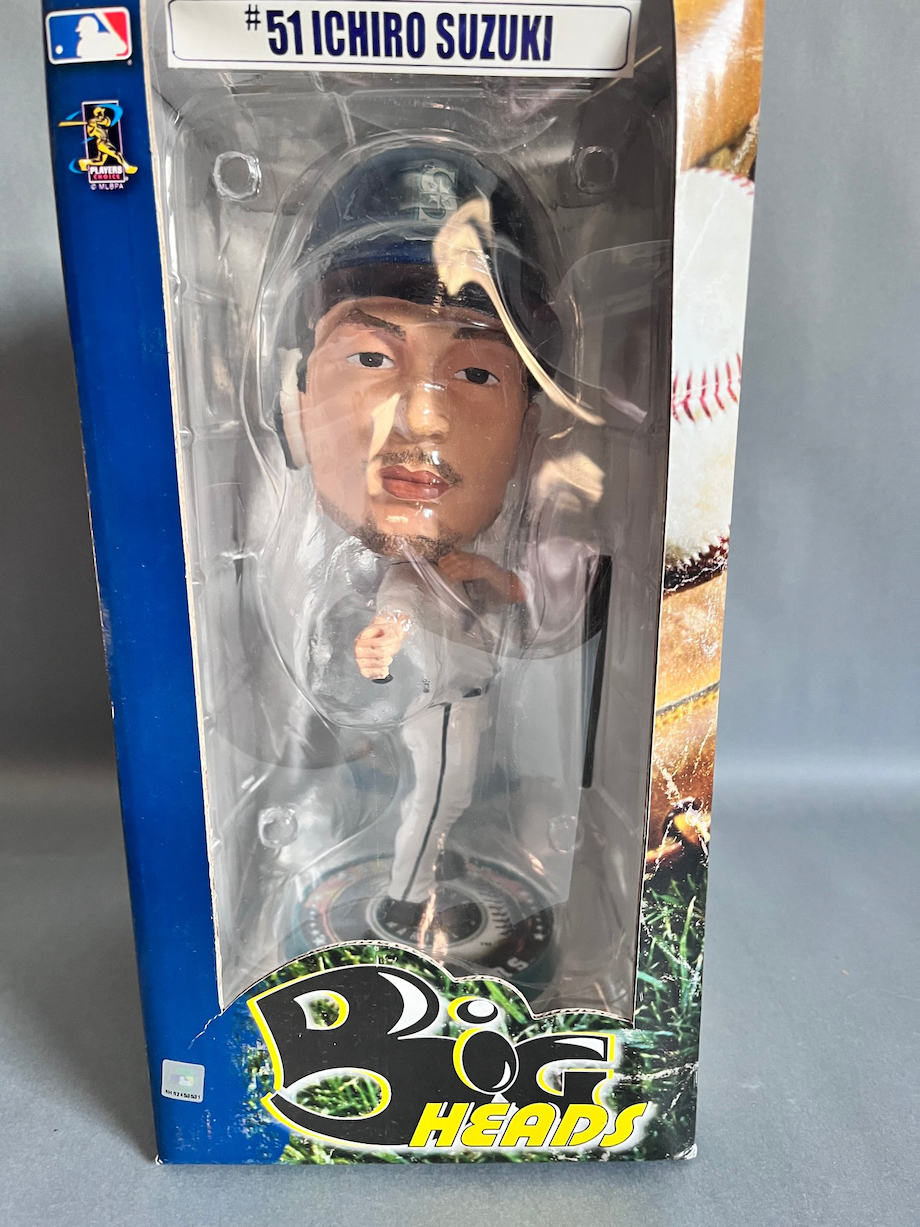 #51 ICHIRO SUZUKI
PLAYERS
CHOICE
© MLBPA
BIG
HEADS